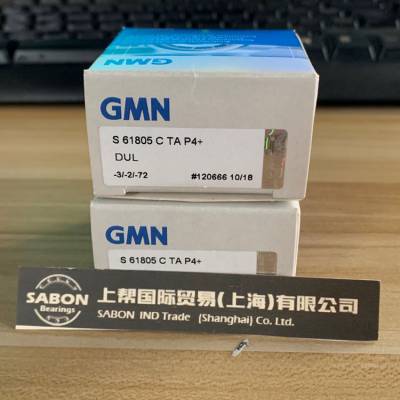 GMN
S 61805 C TA P4+
DUL
-3/-2/-72 #120666 10/18
GMN
S 61805 C TA P4+
SABON
Bearings
上帮国际贸易(上海)有限公司
SABON IND Trade (Shanghai) Co. Ltd.